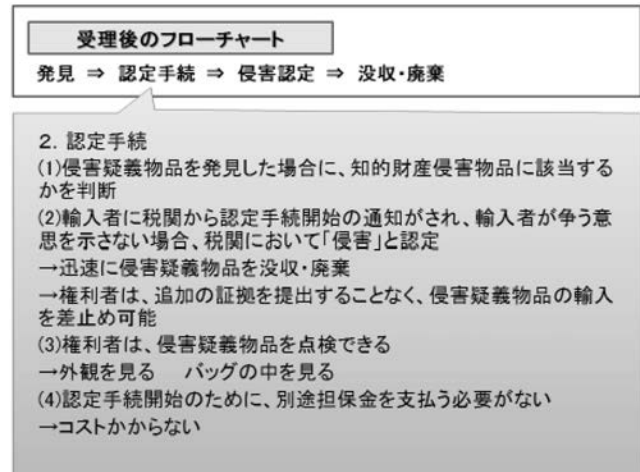 受理後のフローチャート
発見 ⇒ 認定手続 ⇒ 侵害認定 ⇒ 没収・廃棄
2．認定手続
(1)侵害疑義物品を発見した場合に、知的財産侵害物品に該当する
かを判断
(2)輸入者に税関から認定手続開始の通知がされ、輸入者が争う意
思を示さない場合、税関において「侵害」と認定
→迅速に侵害疑義物品を没収・廃棄
→権利者は、追加の証拠を提出することなく、侵害疑義物品の輸入
を差止め可能
(3)権利者は、侵害疑義物品を点検できる
→外観を見る　バッグの中を見る
(4)認定手続開始のために、別途担保金を支払う必要がない
→コストかからない